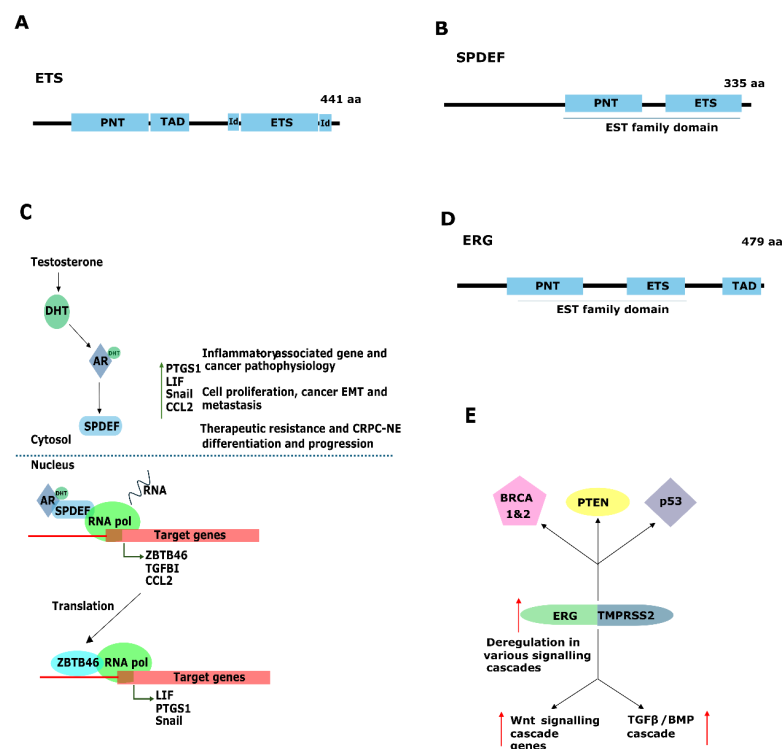 A
ETS
441 aa
PNT
TAD
Id
ETS
Id
B
SPDEF
335 aa
PNT
ETS
EST family domain
C
Testosterone
DHT
AR
DHT
SPDEF
Cytosol
PTGS1
LIF
Snail
CCL2
Inflammatory-associated gene and
cancer pathophysiology
Cell proliferation, cancer EMT and
metastasis
Therapeutic resistance and CRPC-NE
differentiation and progression
Nucleus
AR
DHT
SPDEF
RNA pol
RNA
Target genes
ZBTB46
TGFBI
CCL2
Translation
ZBTB46
RNA pol
Target genes
LIF
PTGS1
Snail
D
ERG
479 aa
PNT
ETS
TAD
EST family domain
E
BRCA
1&2
PTEN
p53
ERG
TMPRSS2
Deregulation in
various signalling
cascades
Wnt signalling
cascade
genes
TGFβ/BMP
cascade